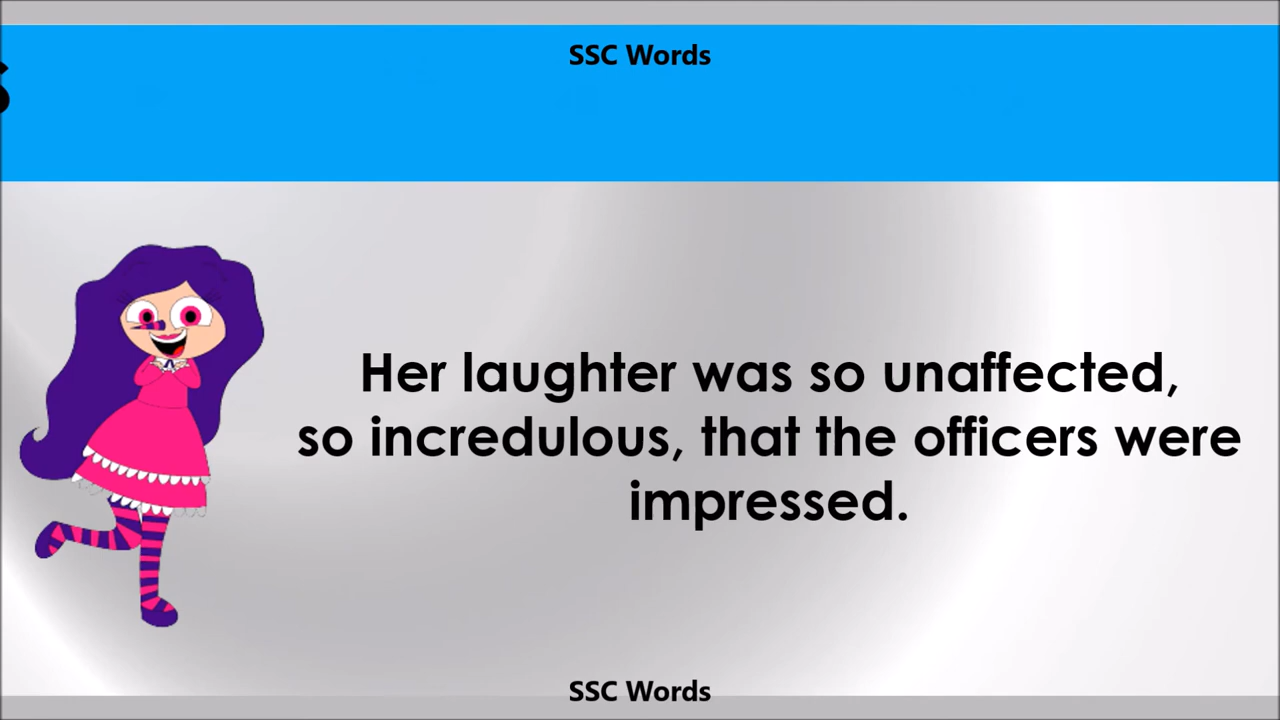 SSC Words
Her laughter was so unaffected,
so incredulous, that the officers were
impressed.
SSC Words